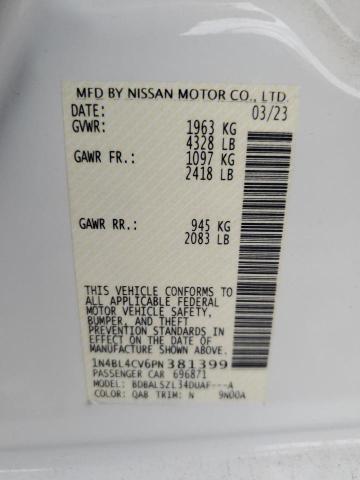 MFD BY NISSAN MOTOR CO., LTD.
DATE: 03/23
GVWR: 1963 KG
4328 LB
GAWR FR.: 1097 KG
2418 LB
GAWR RR.: 945 KG
2083 LB
THIS VEHICLE CONFORMS TO
ALL APPLICABLE FEDERAL
MOTOR VEHICLE SAFETY,
BUMPER, AND THEFT
PREVENTION STANDARDS
IN EFFECT ON THE DATE OF
MANUFACTURE SHOWN ABOVE.
1N4BL4CV6PN381399
PASSENGER CAR 696871
MODEL: BDBALSZL34DUAF---A
COLOR: QAB TRIM: N 9N00A